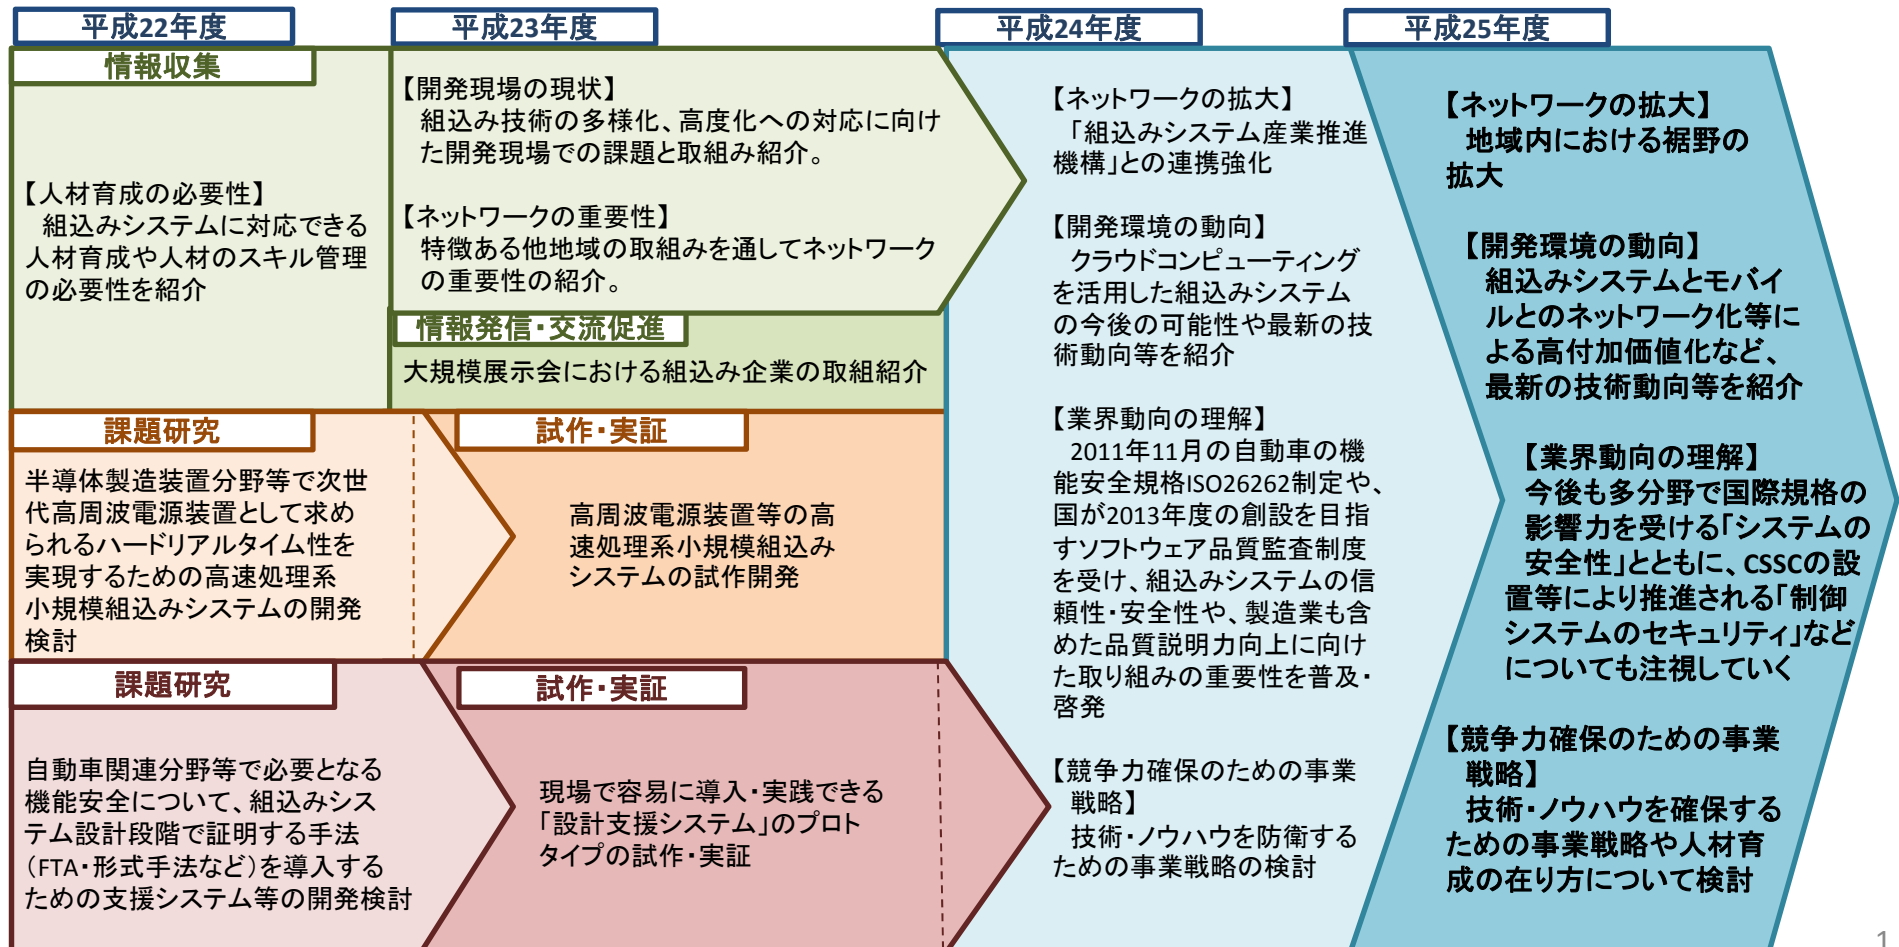 平成22年度
平成23年度
平成24年度
平成25年度
情報収集
【人材育成の必要性】
組込みシステムに対応できる
人材育成や人材のスキル管理
の必要性を紹介
【開発現場の現状】
組込み技術の多様化、高度化への対応に向け
た開発現場での課題と取組み紹介。
【ネットワークの重要性】
特徴ある他地域の取組みを通してネットワーク
の重要性の紹介。
情報発信・交流促進
大規模展示会における組込み企業の取組紹介
課題研究
半導体製造装置分野等で次世
代高周波電源装置として求め
られるハードリアルタイム性を
実現するための高速処理系
小規模組込みシステムの開発
検討
試作・実証
高周波電源装置等の高
速処理系小規模組込み
システムの試作開発
課題研究
自動車関連分野等で必要となる
機能安全について、組込みシス
テム設計段階で証明する手法
（FTA・形式手法など）を導入する
ための支援システム等の開発検討
試作・実証
現場で容易に導入・実践できる
「設計支援システム」のプロト
タイプの試作・実証
【ネットワークの拡大】
「組込みシステム産業推進
機構」との連携強化
【開発環境の動向】
クラウドコンピューティング
を活用した組込みシステム
の今後の可能性や最新の技
術動向等を紹介
【業界動向の理解】
2011年11月の自動車の機
能安全規格ISO26262制定や、
国が2013年度の創設を目指
すソフトウェア品質監査制度
を受け、組込みシステムの信
頼性・安全性や、製造業も含
めた品質説明力向上に向け
た取り組みの重要性を普及・
啓発
【競争力確保のための事業
戦略】
技術・ノウハウを防衛する
ための事業戦略の検討
【ネットワークの拡大】
地域内における裾野の
拡大
【開発環境の動向】
組込みシステムとモバイ
ルとのネットワーク化等に
よる高付加価値化など、
最新の技術動向等を紹介
【業界動向の理解】
今後も多分野で国際規格の
影響力を受ける「システムの
安全性」とともに、CSSCの設
置等により推進される「制御
システムのセキュリティ」など
についても注視していく
【競争力確保のための事業
戦略】
技術・ノウハウを確保する
ための事業戦略や人材育
成の在り方について検討
1